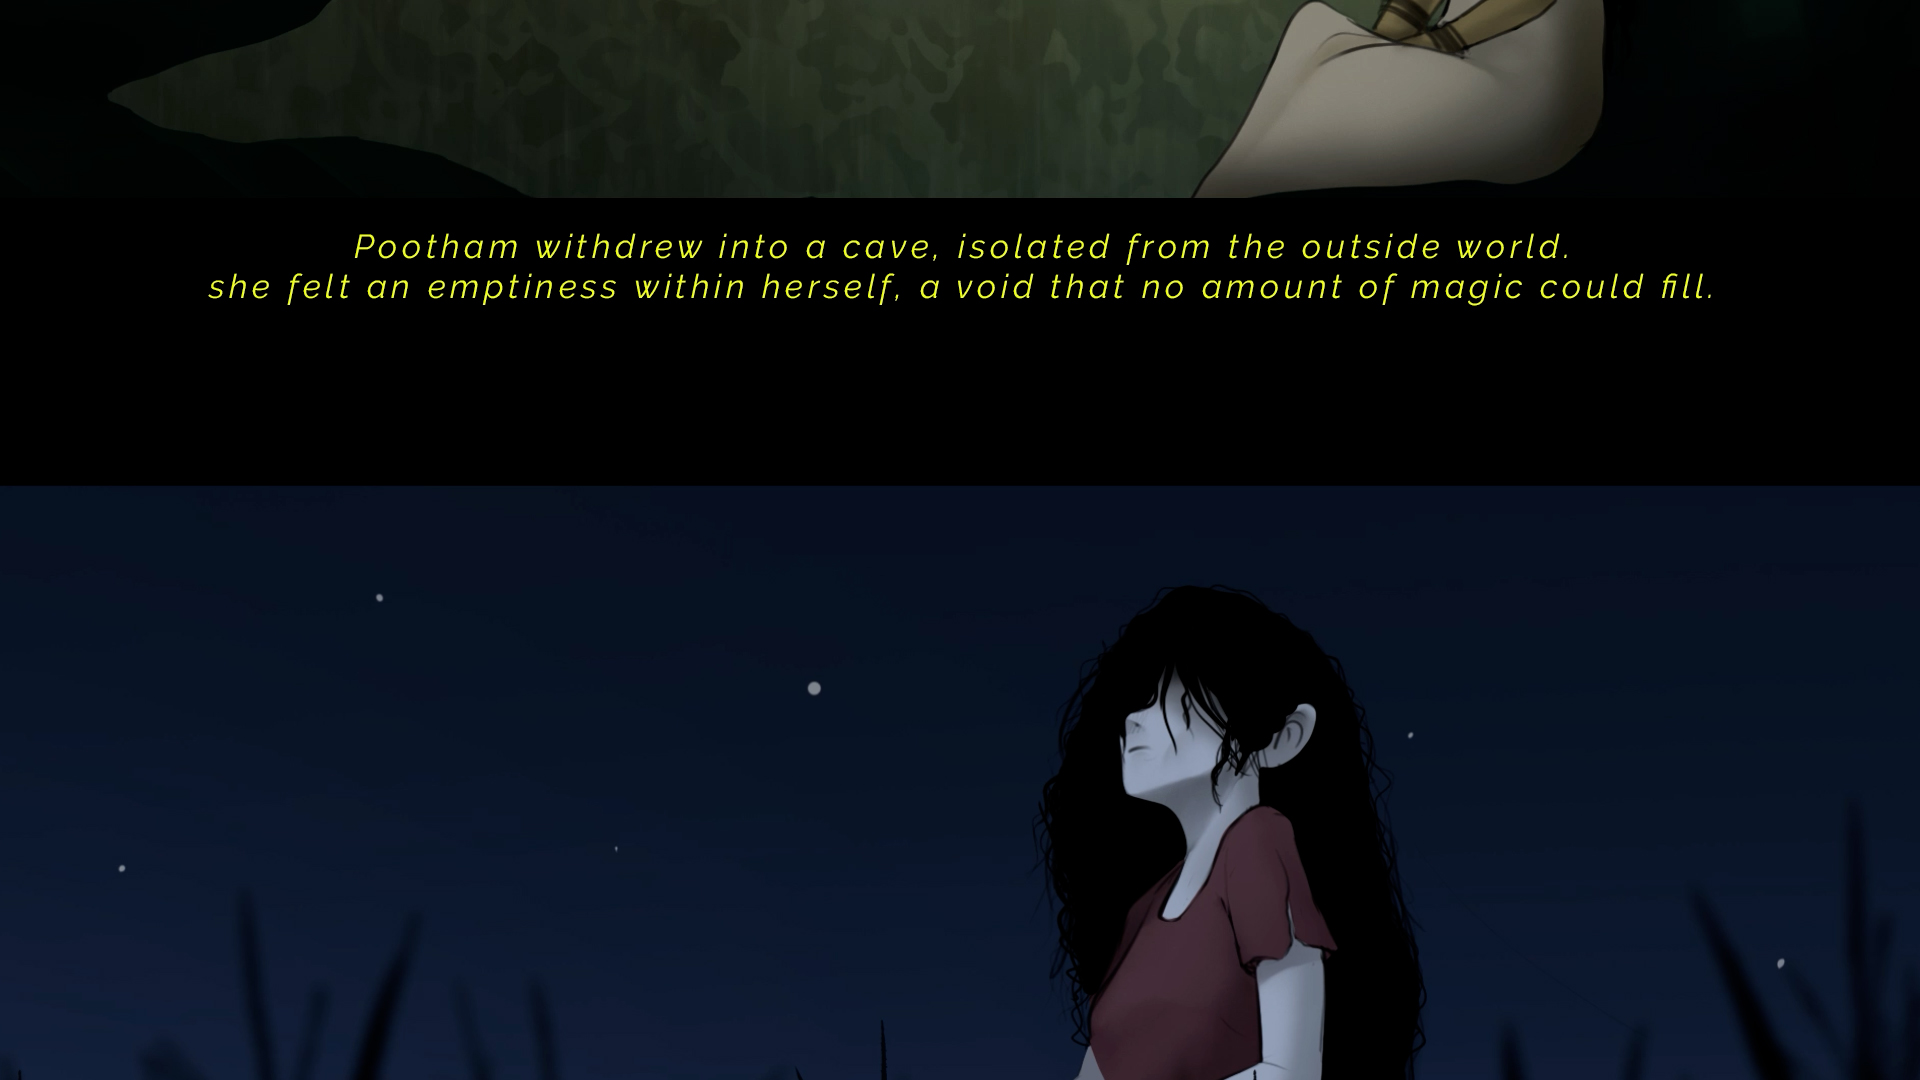 Pootham withdrew into a cave, isolated from the outside world.
she felt an emptiness within herself, a void that no amount of magic could fill.